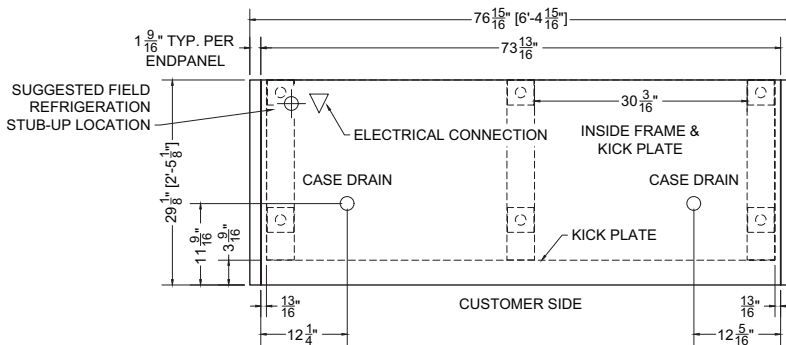 76 15/16" [6'-4 15/16"]
1 9/16" TYP. PER
ENDPANEL
73 13/16"
SUGGESTED FIELD
REFRIGERATION
STUB-UP LOCATION
30 3/16"
ELECTRICAL CONNECTION
INSIDE FRAME &
KICK PLATE
29 1/8" [2'-5 1/8"]
CASE DRAIN
CASE DRAIN
11 9/16"
3 9/16"
KICK PLATE
13/16"
CUSTOMER SIDE
13/16"
12 1/4"
12 5/16"